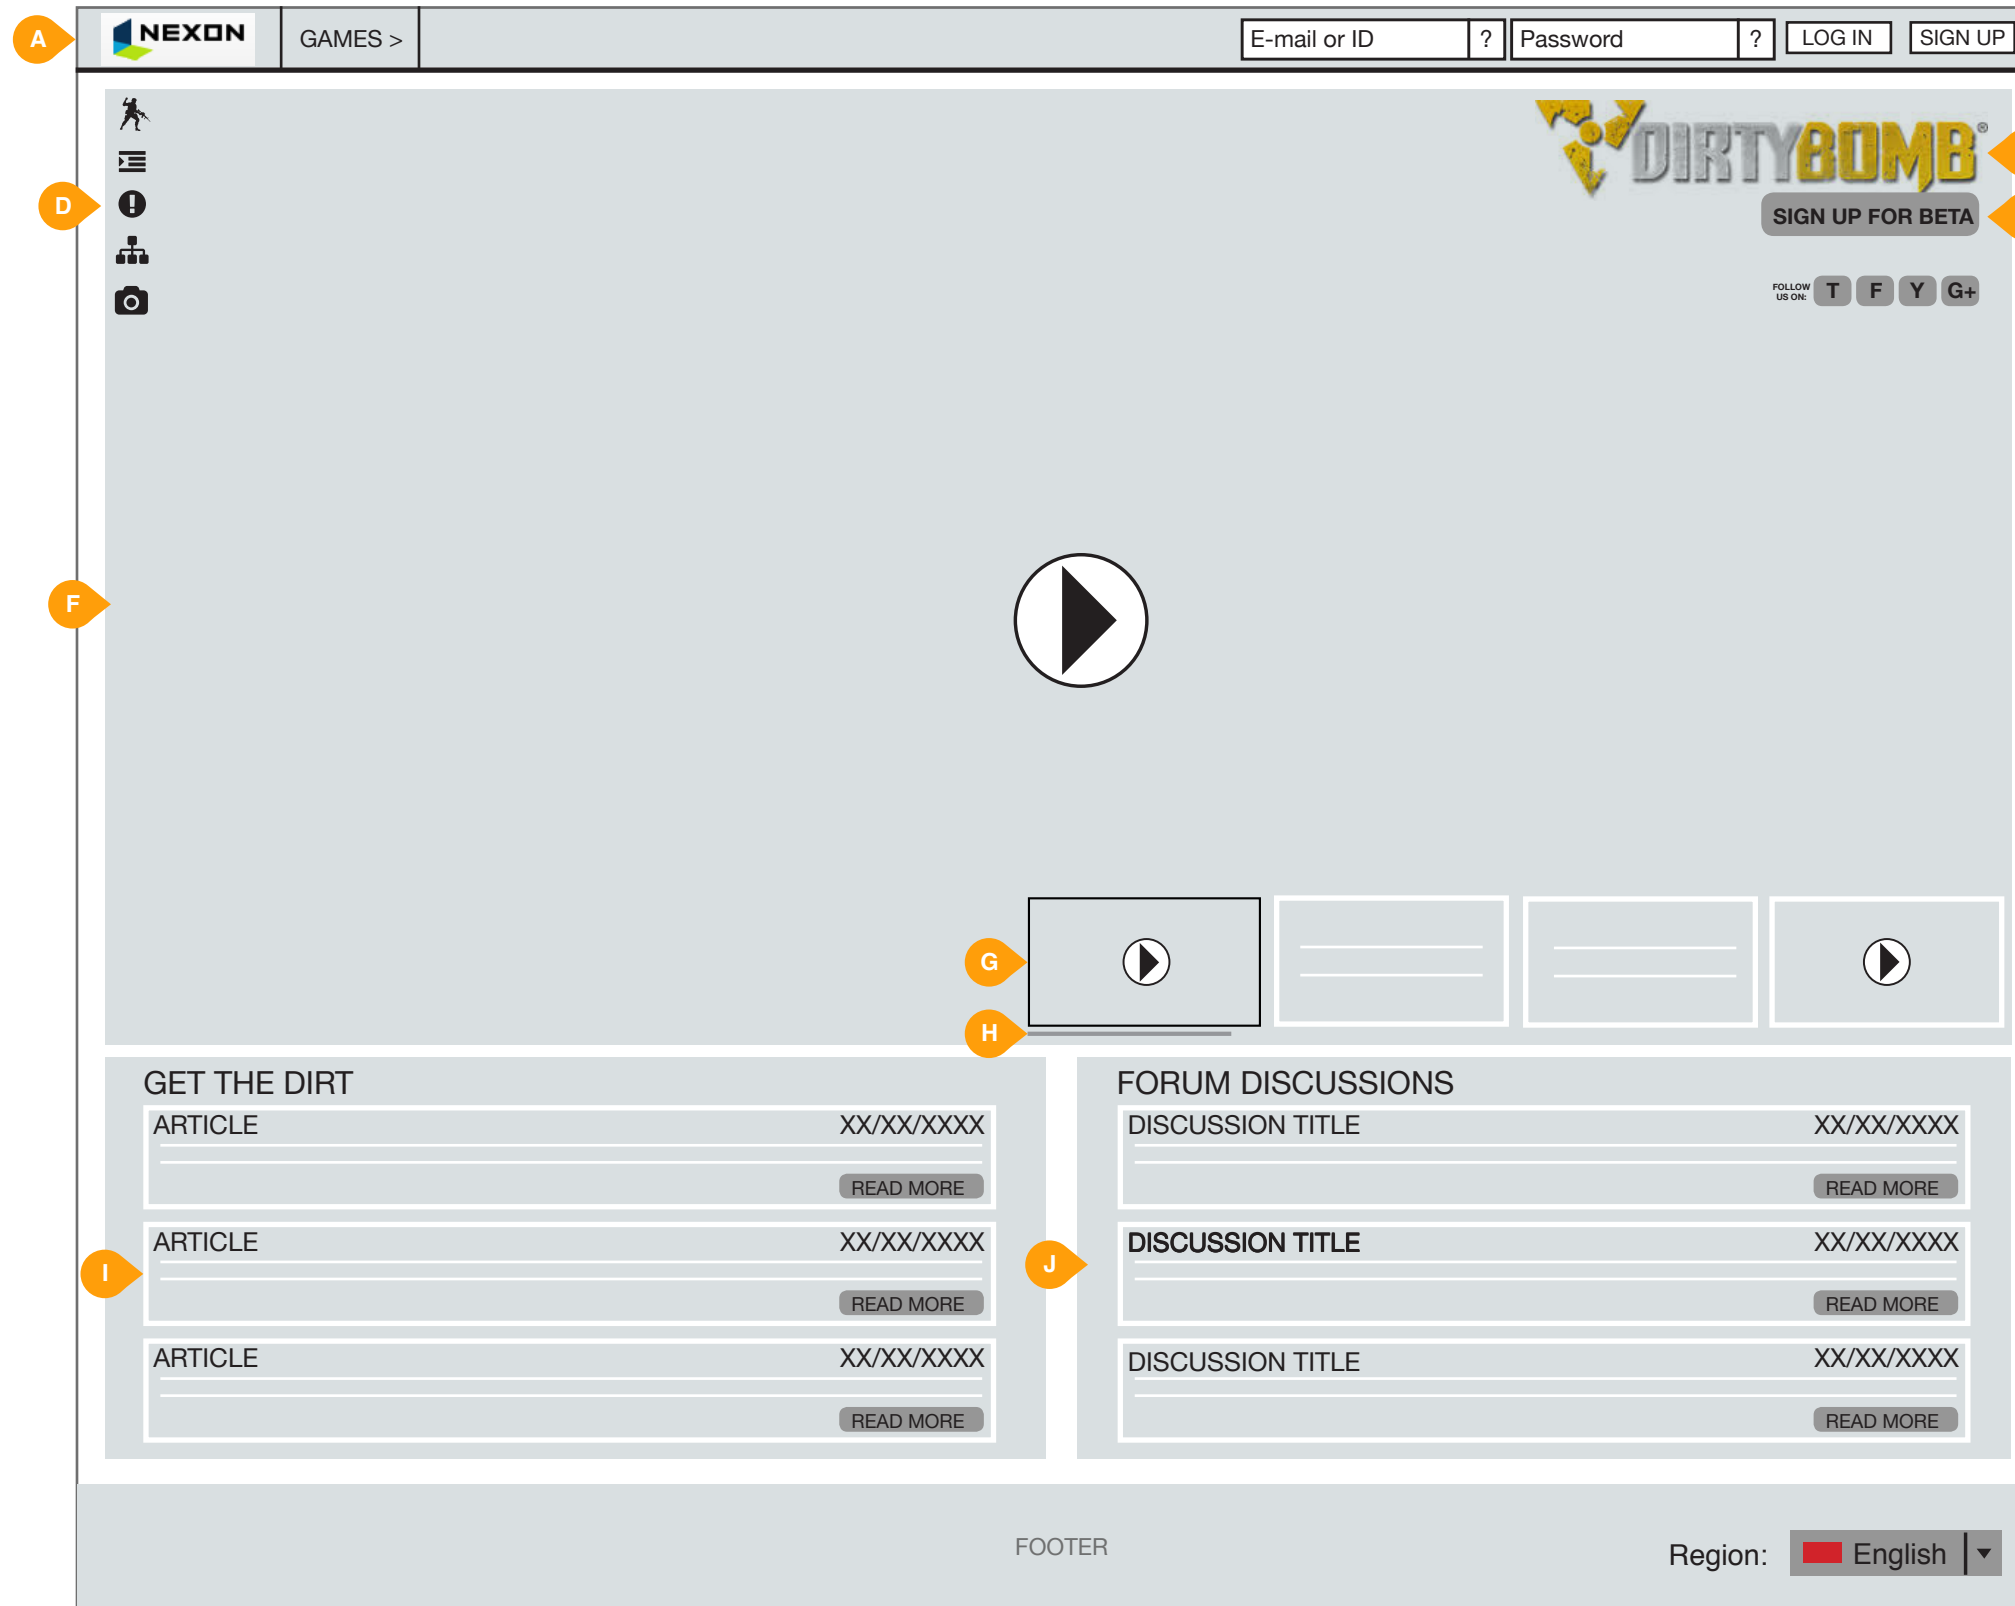 A
NEXON
GAMES >
E-mail or ID ?
Password ?
LOG IN
SIGN UP
DIRTYBOMB®
D
SIGN UP FOR BETA
FOLLOW
US ON:
T F Y G+
F
G
H
GET THE DIRT
ARTICLE XX/XX/XXXX
READ MORE
I
ARTICLE XX/XX/XXXX
READ MORE
ARTICLE XX/XX/XXXX
READ MORE
FORUM DISCUSSIONS
DISCUSSION TITLE XX/XX/XXXX
READ MORE
J
DISCUSSION TITLE XX/XX/XXXX
READ MORE
DISCUSSION TITLE XX/XX/XXXX
READ MORE
FOOTER
Region: English